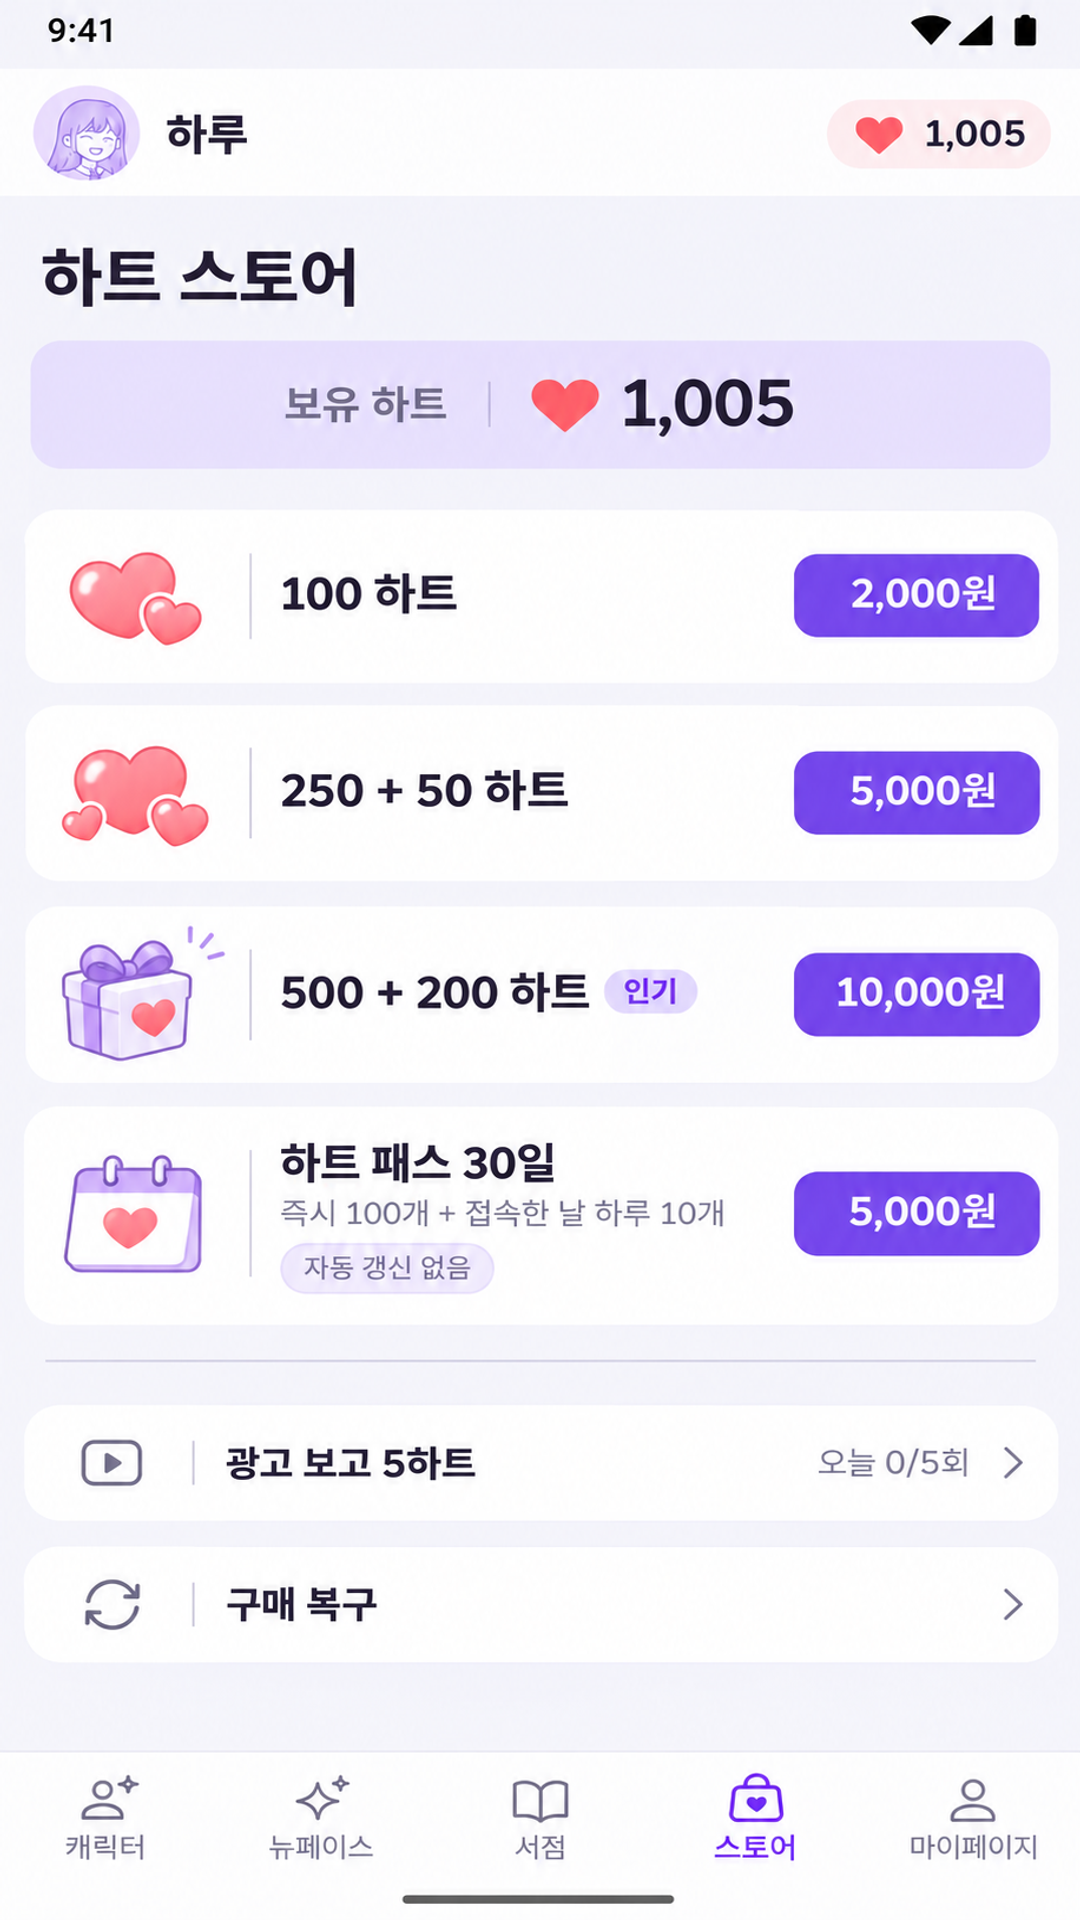 9:41
하루
1,005
하트 스토어
보유 하트
1,005
100 하트
2,000원
250 + 50 하트
5,000원
500 + 200 하트 인기
10,000원
하트 패스 30일
즉시 100개 + 접속한 날 하루 10개
자동 갱신 없음
5,000원
광고 보고 5하트
오늘 0/5회
구매 복구
캐릭터
뉴페이스
서점
스토어
마이페이지